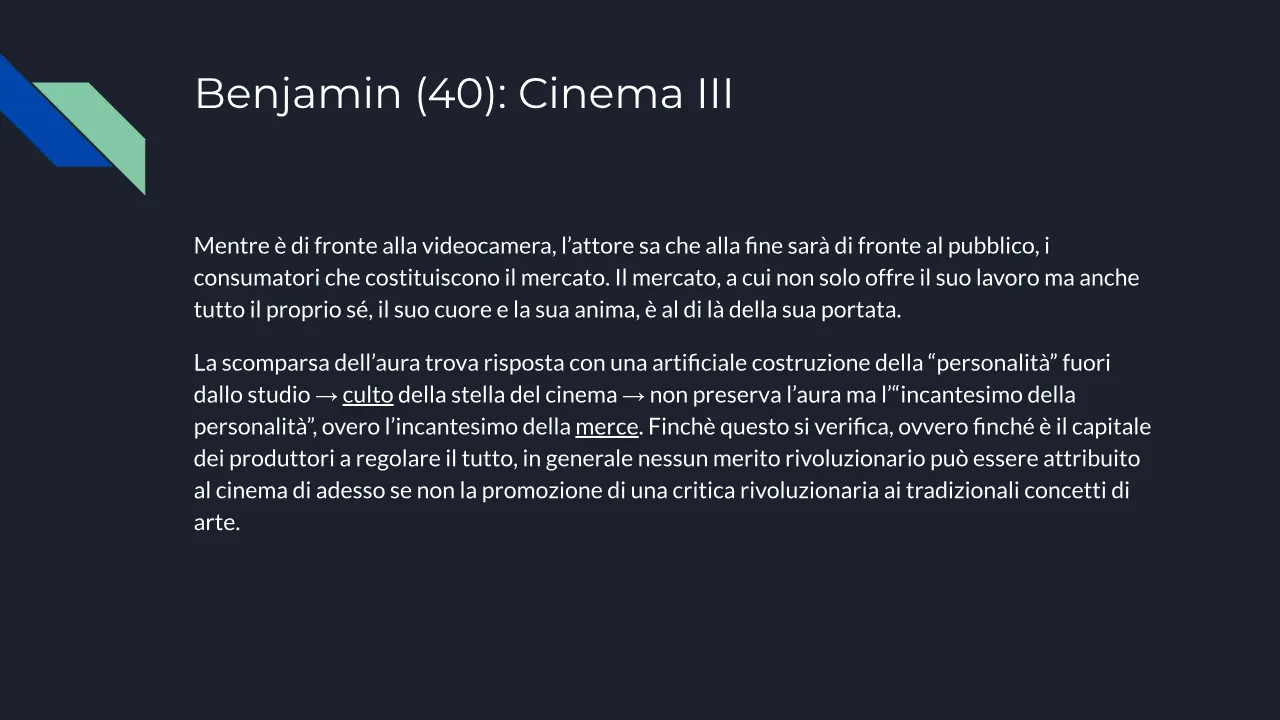 Benjamin (40): Cinema III
Mentre è di fronte alla videocamera, l’attore sa che alla fine sarà di fronte al pubblico, i
consumatori che costituiscono il mercato. Il mercato, a cui non solo offre il suo lavoro ma anche
tutto il proprio sé, il suo cuore e la sua anima, è al di là della sua portata.
La scomparsa dell’aura trova risposta con una artificiale costruzione della “personalità” fuori
dallo studio → culto della stella del cinema → non preserva l’aura ma l’“incantesimo della
personalità”, overo l’incantesimo della merce. Finchè questo si verifica, ovvero finché è il capitale
dei produttori a regolare il tutto, in generale nessun merito rivoluzionario può essere attribuito
al cinema di adesso se non la promozione di una critica rivoluzionaria ai tradizionali concetti di
arte.